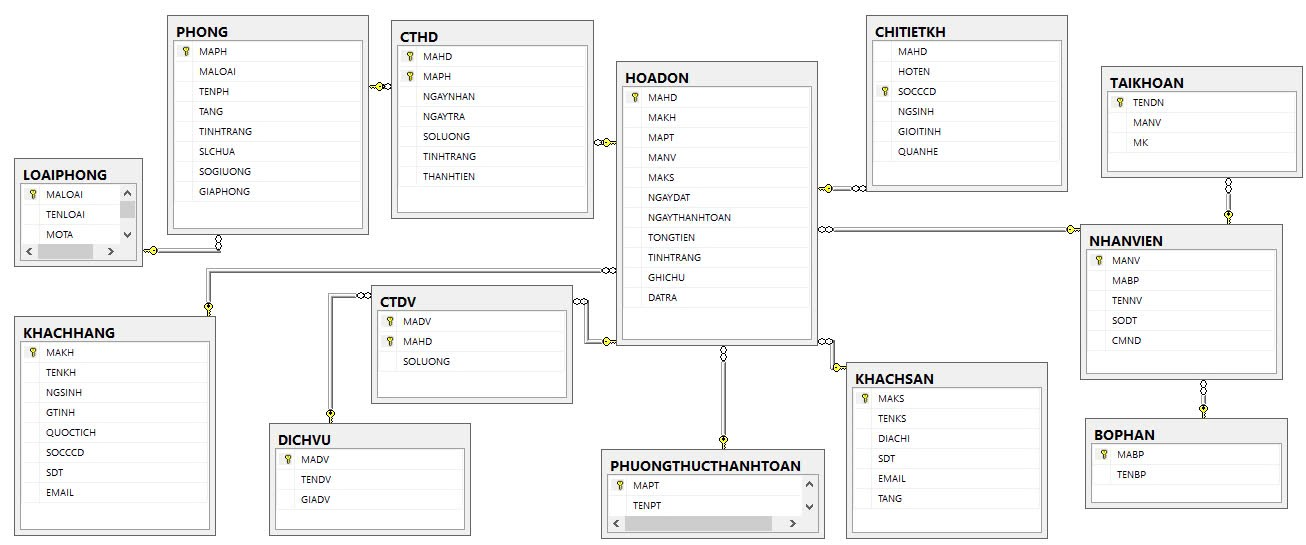 PHONG
MAPH
MALOAI
TENPH
TANG
TINHTRANG
SLCHUA
SOGIUONG
GIAPHONG
CTHD
MAHD
MAPH
NGAYNHAN
NGAYTRA
SOLUONG
TINHTRANG
THANHTIEN
HOADON
MAHD
MAKH
MAPT
MANV
MAKS
NGAYDAT
NGAYTHANHTOAN
TONGTIEN
TINHTRANG
GHICHU
DATRA
CHITIETKH
MAHD
HOTEN
SOCCCD
NGSINH
GIOITINH
QUANHE
TAIKHOAN
TENDN
MANV
MK
LOAIPHONG
MALOAI
TENLOAI
MOTA
NHANVIEN
MANV
MABP
TENNV
SODT
CMND
KHACHHANG
MAKH
TENKH
NGSINH
GTINH
QUOCTICH
SOCCCD
SDT
EMAIL
CTDV
MADV
MAHD
SOLUONG
DICHVU
MADV
TENDV
GIADV
PHUONGTHUCTHANHTOAN
MAPT
TENPT
KHACHSAN
MAKS
TENKS
DIACHI
SDT
EMAIL
TANG
BOPHAN
MABP
TENBP